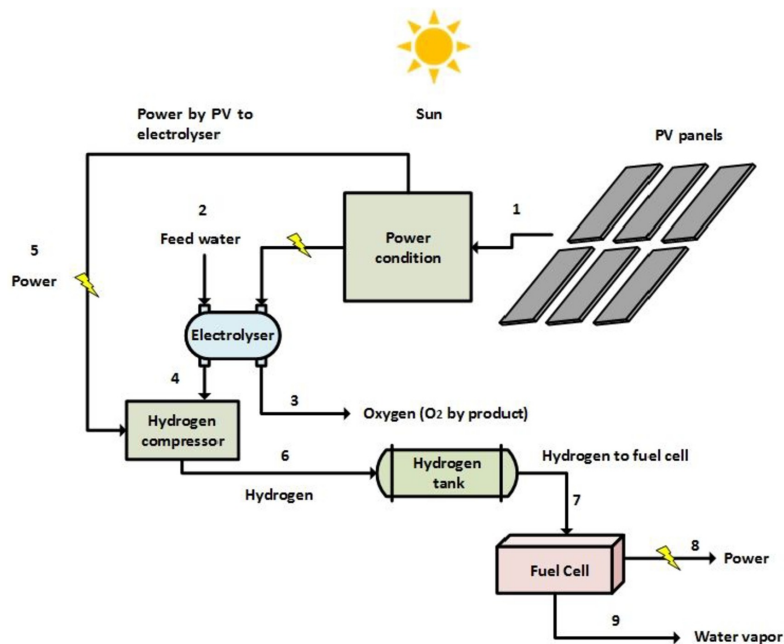 Sun
Power by PV to
electrolyser
PV panels
1
2
Feed water
Power
condition
5
Power
Electrolyser
4
3
Oxygen (O2 by product)
Hydrogen
compressor
6
Hydrogen
Hydrogen
tank
Hydrogen to fuel cell
7
Fuel Cell
8
Power
9
Water vapor